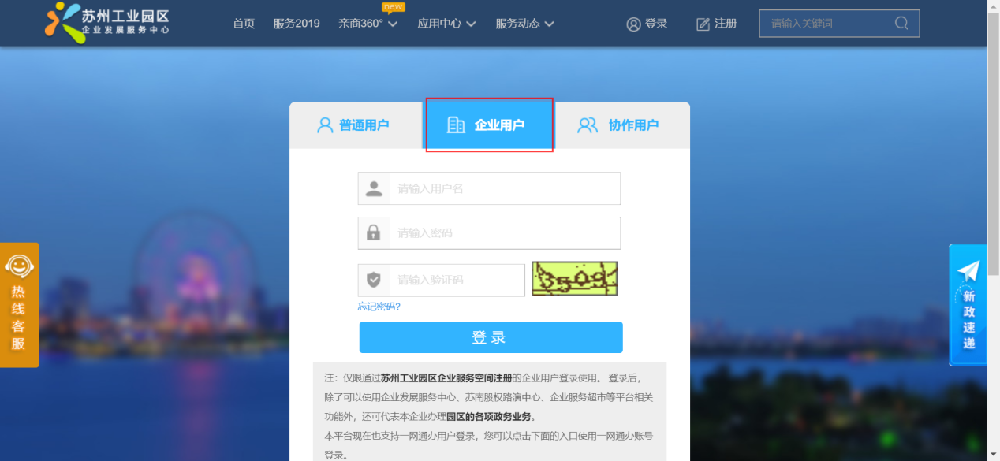 苏州工业园区
企业发展服务中心
首页 服务2019 亲商360° new 应用中心 服务动态 登录 注册 请输入关键词
普通用户 企业用户 协作用户
请输入用户名
请输入密码
请输入验证码
忘记密码?
登 录
注：仅限通过苏州工业园区企业服务空间注册的企业用户登录使用。 登录后，
除了可以使用企业发展服务中心、苏南股权路演中心、企业服务超市等平台相关
功能外，还可代表本企业办理园区的各项政务业务。
本平台现在也支持一网通办用户登录，您可以点击下面的入口使用一网通办账号
登录。
热线客服
新政速递